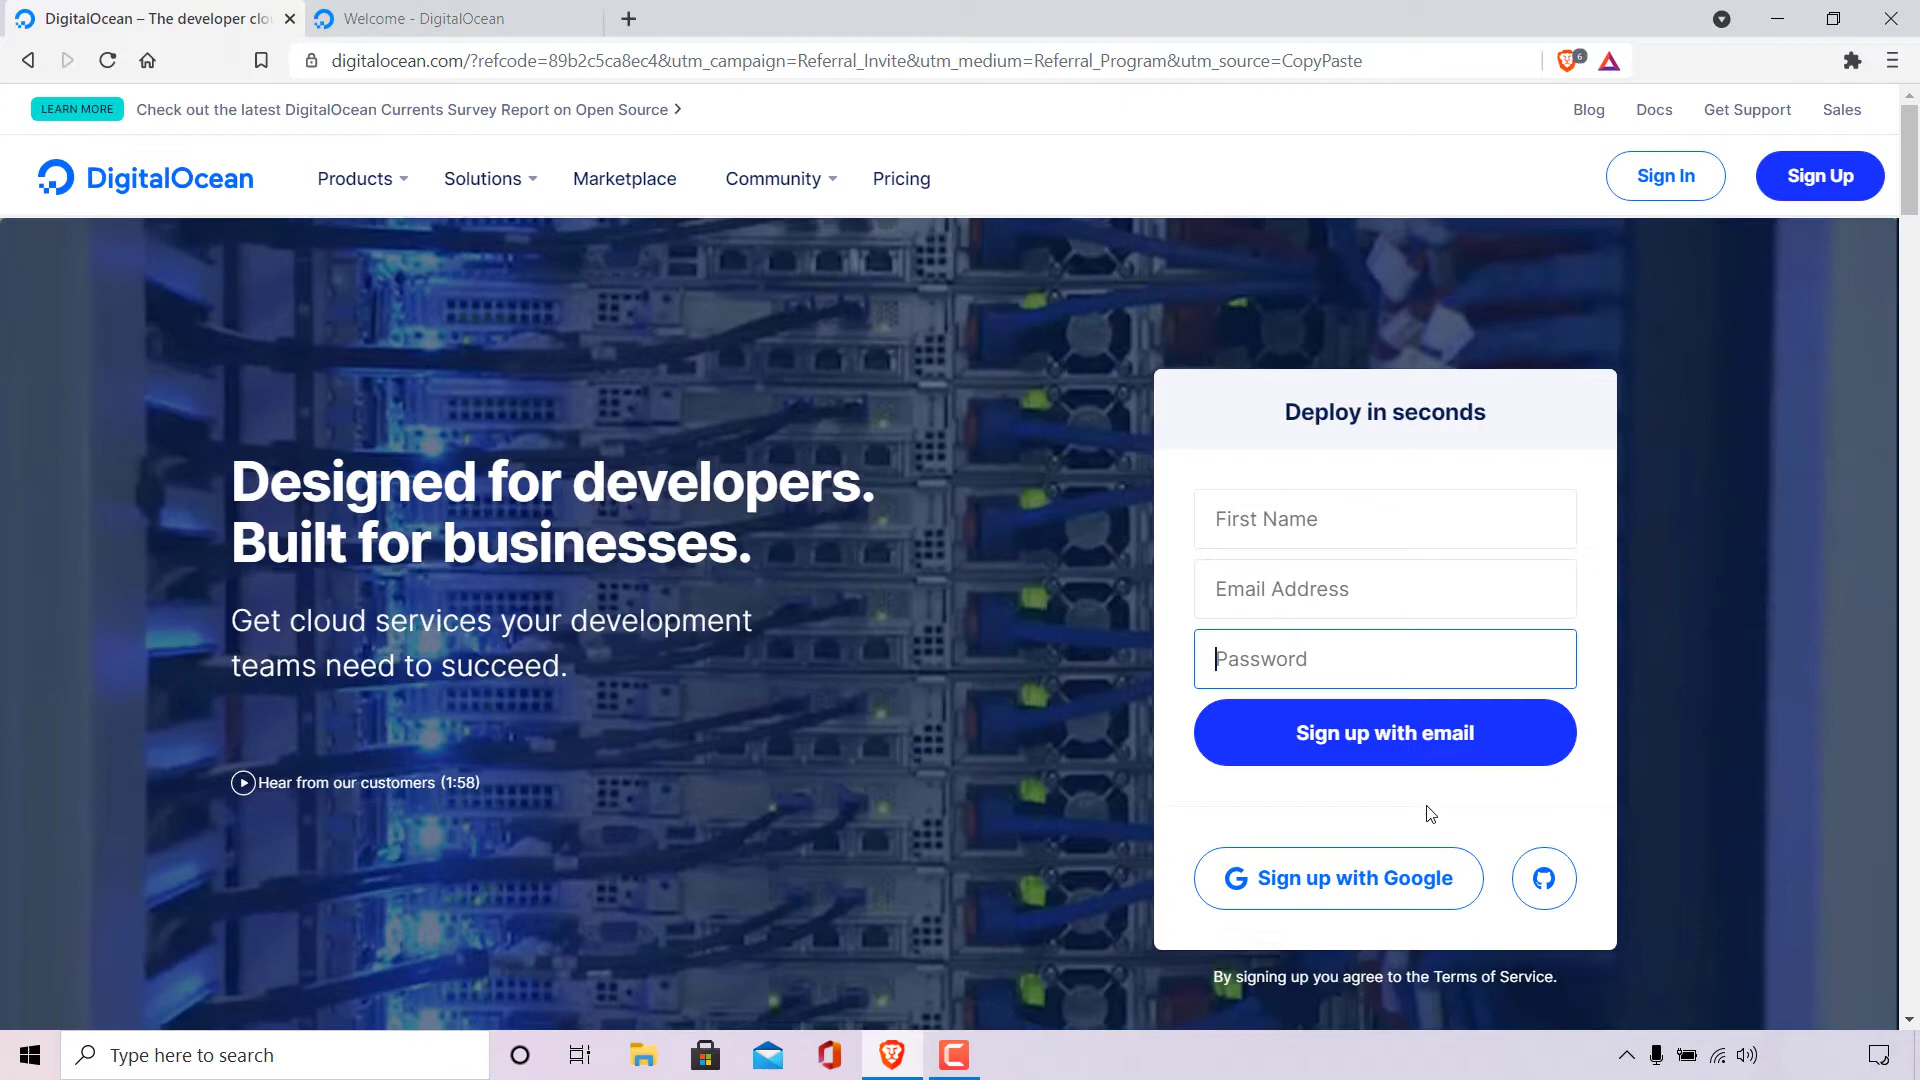 DigitalOcean – The developer clo
Welcome - DigitalOcean
digitalocean.com/?refcode=89b2c5ca8ec4&utm_campaign=Referral_Invite&utm_medium=Referral_Program&utm_source=CopyPaste
6
LEARN MORE Check out the latest DigitalOcean Currents Survey Report on Open Source
Blog Docs Get Support Sales
DigitalOcean Products Solutions Marketplace Community Pricing Sign In Sign Up
Designed for developers.
Built for businesses.
Get cloud services your development
teams need to succeed.
Hear from our customers (1:58)
Deploy in seconds
First Name
Email Address
Password
Sign up with email
Sign up with Google
By signing up you agree to the Terms of Service.
Type here to search